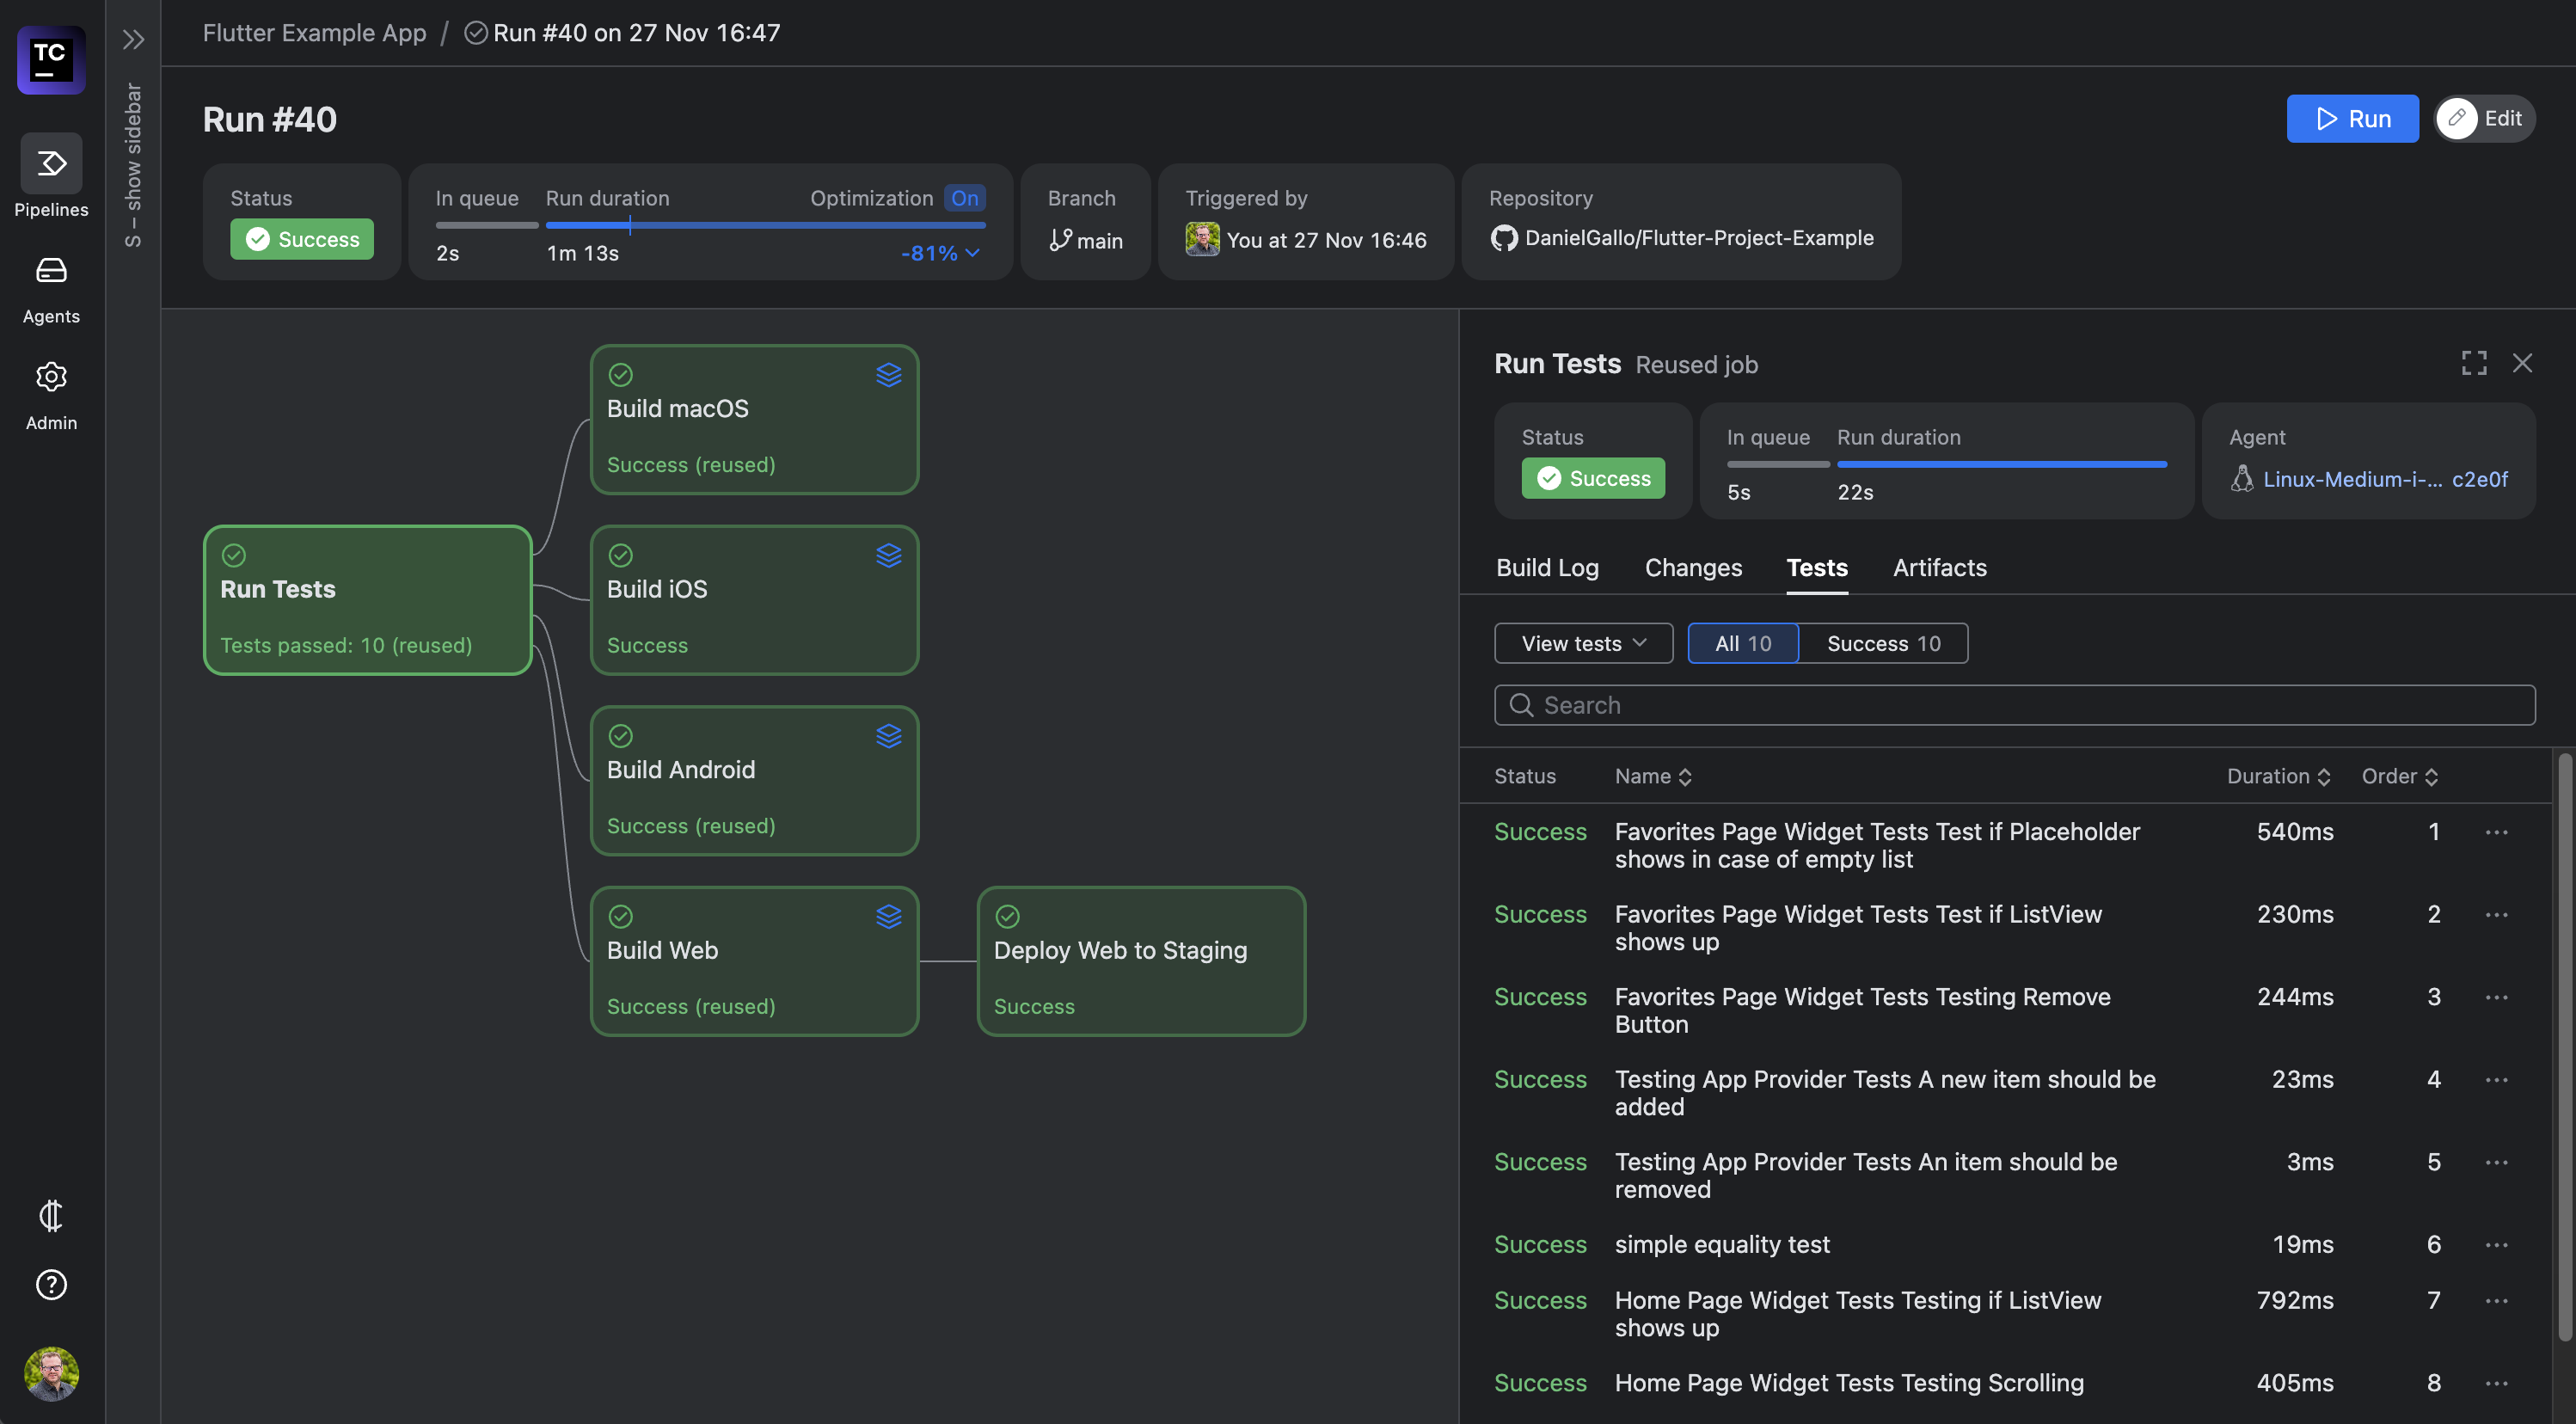 TC
Pipelines
Agents
Admin
S – show sidebar
Flutter Example App / Run #40 on 27 Nov 16:47
Run #40
Run
Edit
Status
Success
In queue
Run duration
Optimization On
2s
1m 13s
-81%
Branch
main
Triggered by
You at 27 Nov 16:46
Repository
DanielGallo/Flutter-Project-Example
Run Tests
Tests passed: 10 (reused)
Build macOS
Success (reused)
Build iOS
Success
Build Android
Success (reused)
Build Web
Success (reused)
Deploy Web to Staging
Success
Run Tests Reused job
Status
Success
In queue
Run duration
5s
22s
Agent
Linux-Medium-i-... c2e0f
Build Log
Changes
Tests
Artifacts
View tests
All 10
Success 10
Search
Status Name Duration Order
Success Favorites Page Widget Tests Test if Placeholder 540ms 1
shows in case of empty list
Success Favorites Page Widget Tests Test if ListView 230ms 2
shows up
Success Favorites Page Widget Tests Testing Remove 244ms 3
Button
Success Testing App Provider Tests A new item should be 23ms 4
added
Success Testing App Provider Tests An item should be 3ms 5
removed
Success simple equality test 19ms 6
Success Home Page Widget Tests Testing if ListView 792ms 7
shows up
Success Home Page Widget Tests Testing Scrolling 405ms 8